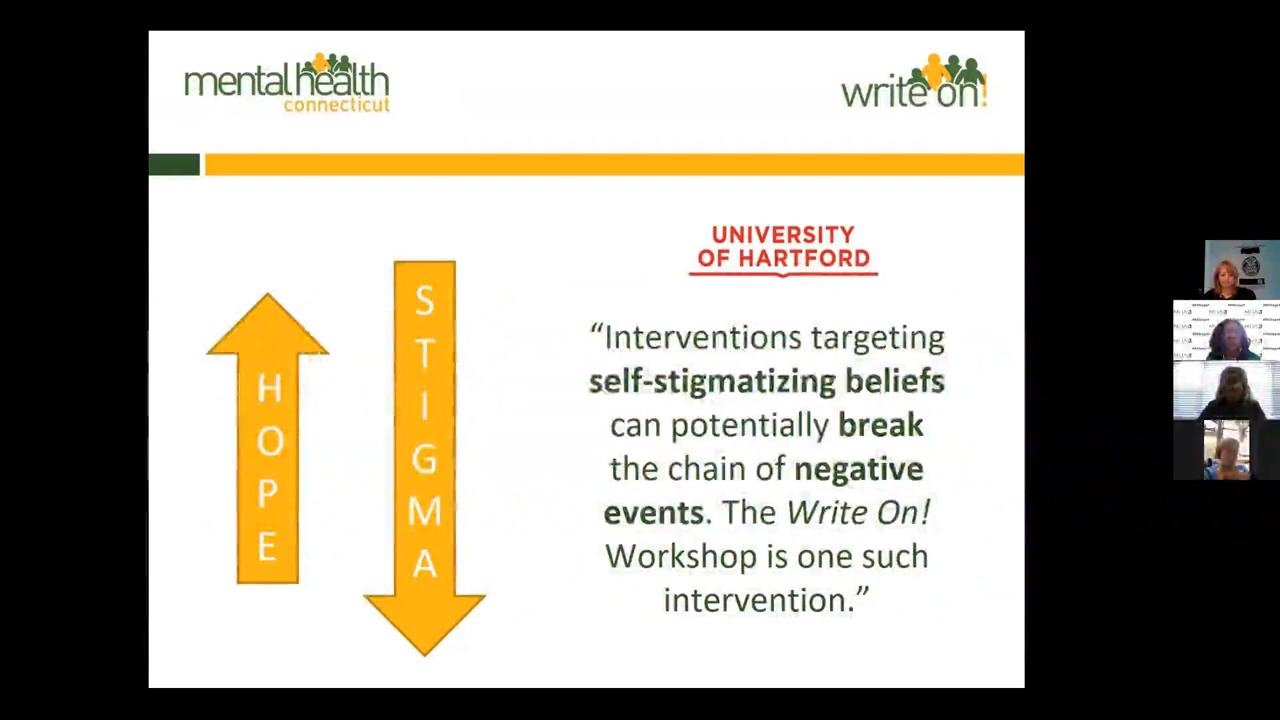 mental health
connecticut
write on!
HOPE
STIGMA
UNIVERSITY
OF HARTFORD
“Interventions targeting
self-stigmatizing beliefs
can potentially break
the chain of negative
events. The Write On!
Workshop is one such
intervention.”